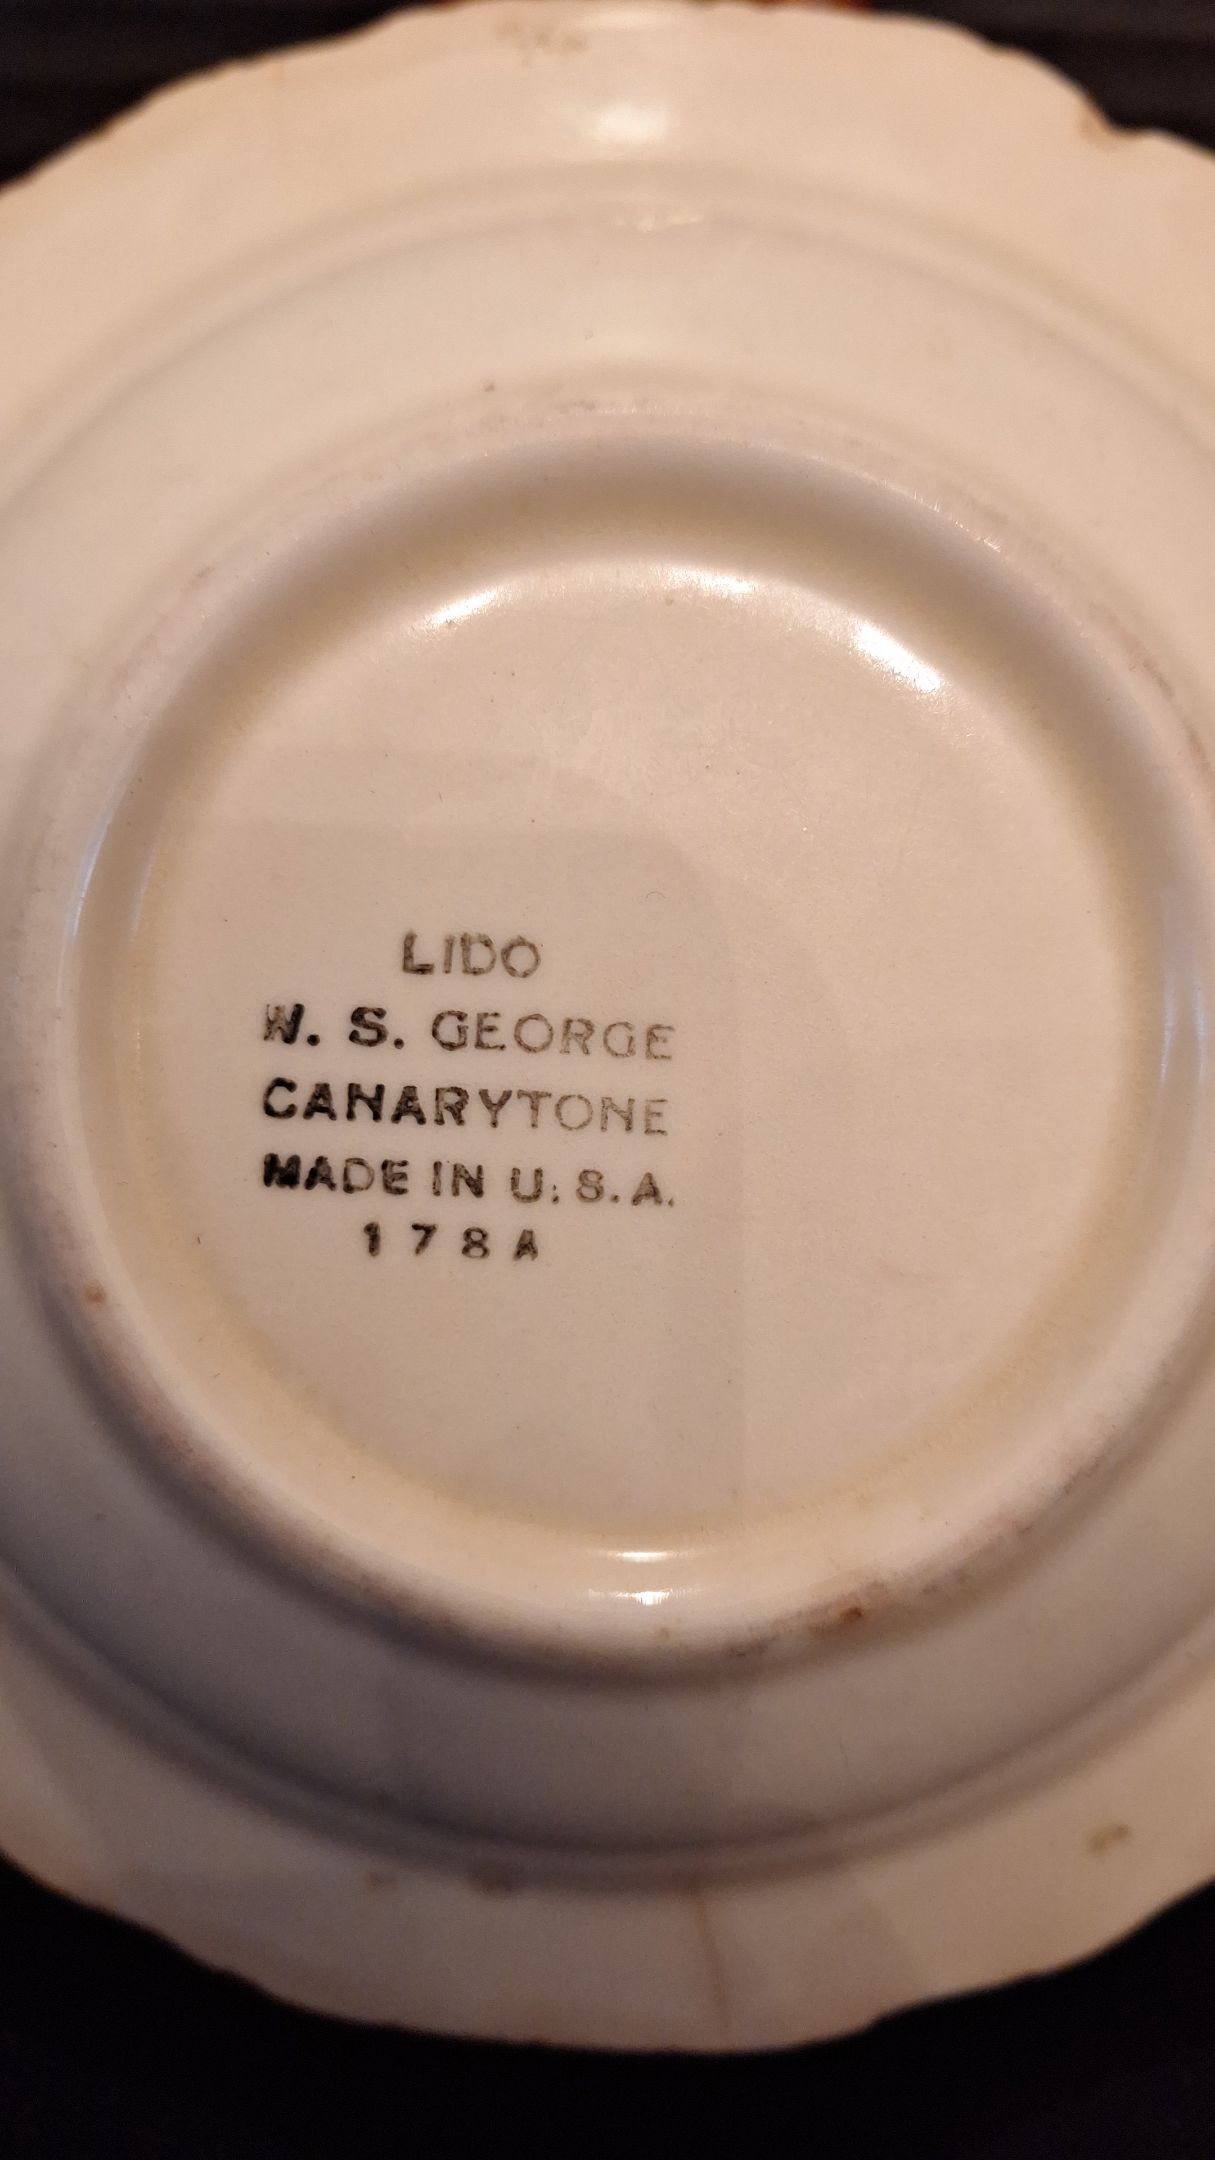 LIDO
W. S. GEORGE
CANARYTONE
MADE IN U.S.A.
178A